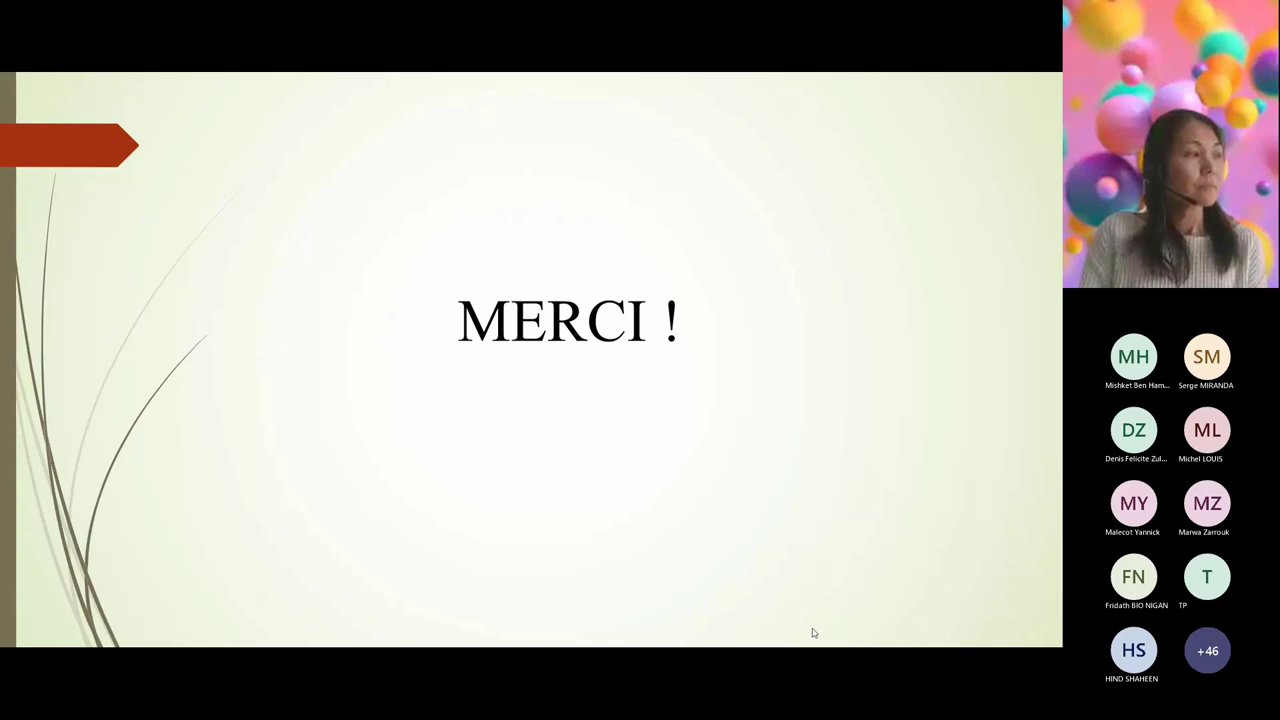 MERCI !
MH
SM
Mishket Ben Ham...
Serge MIRANDA
DZ
ML
Denis Felicite Zul...
Michel LOUIS
MY
MZ
Malecot Yannick
Marwa Zarrouk
FN
T
Fridath BIO NIGAN
TP
HS
+46
HIND SHAHEEN